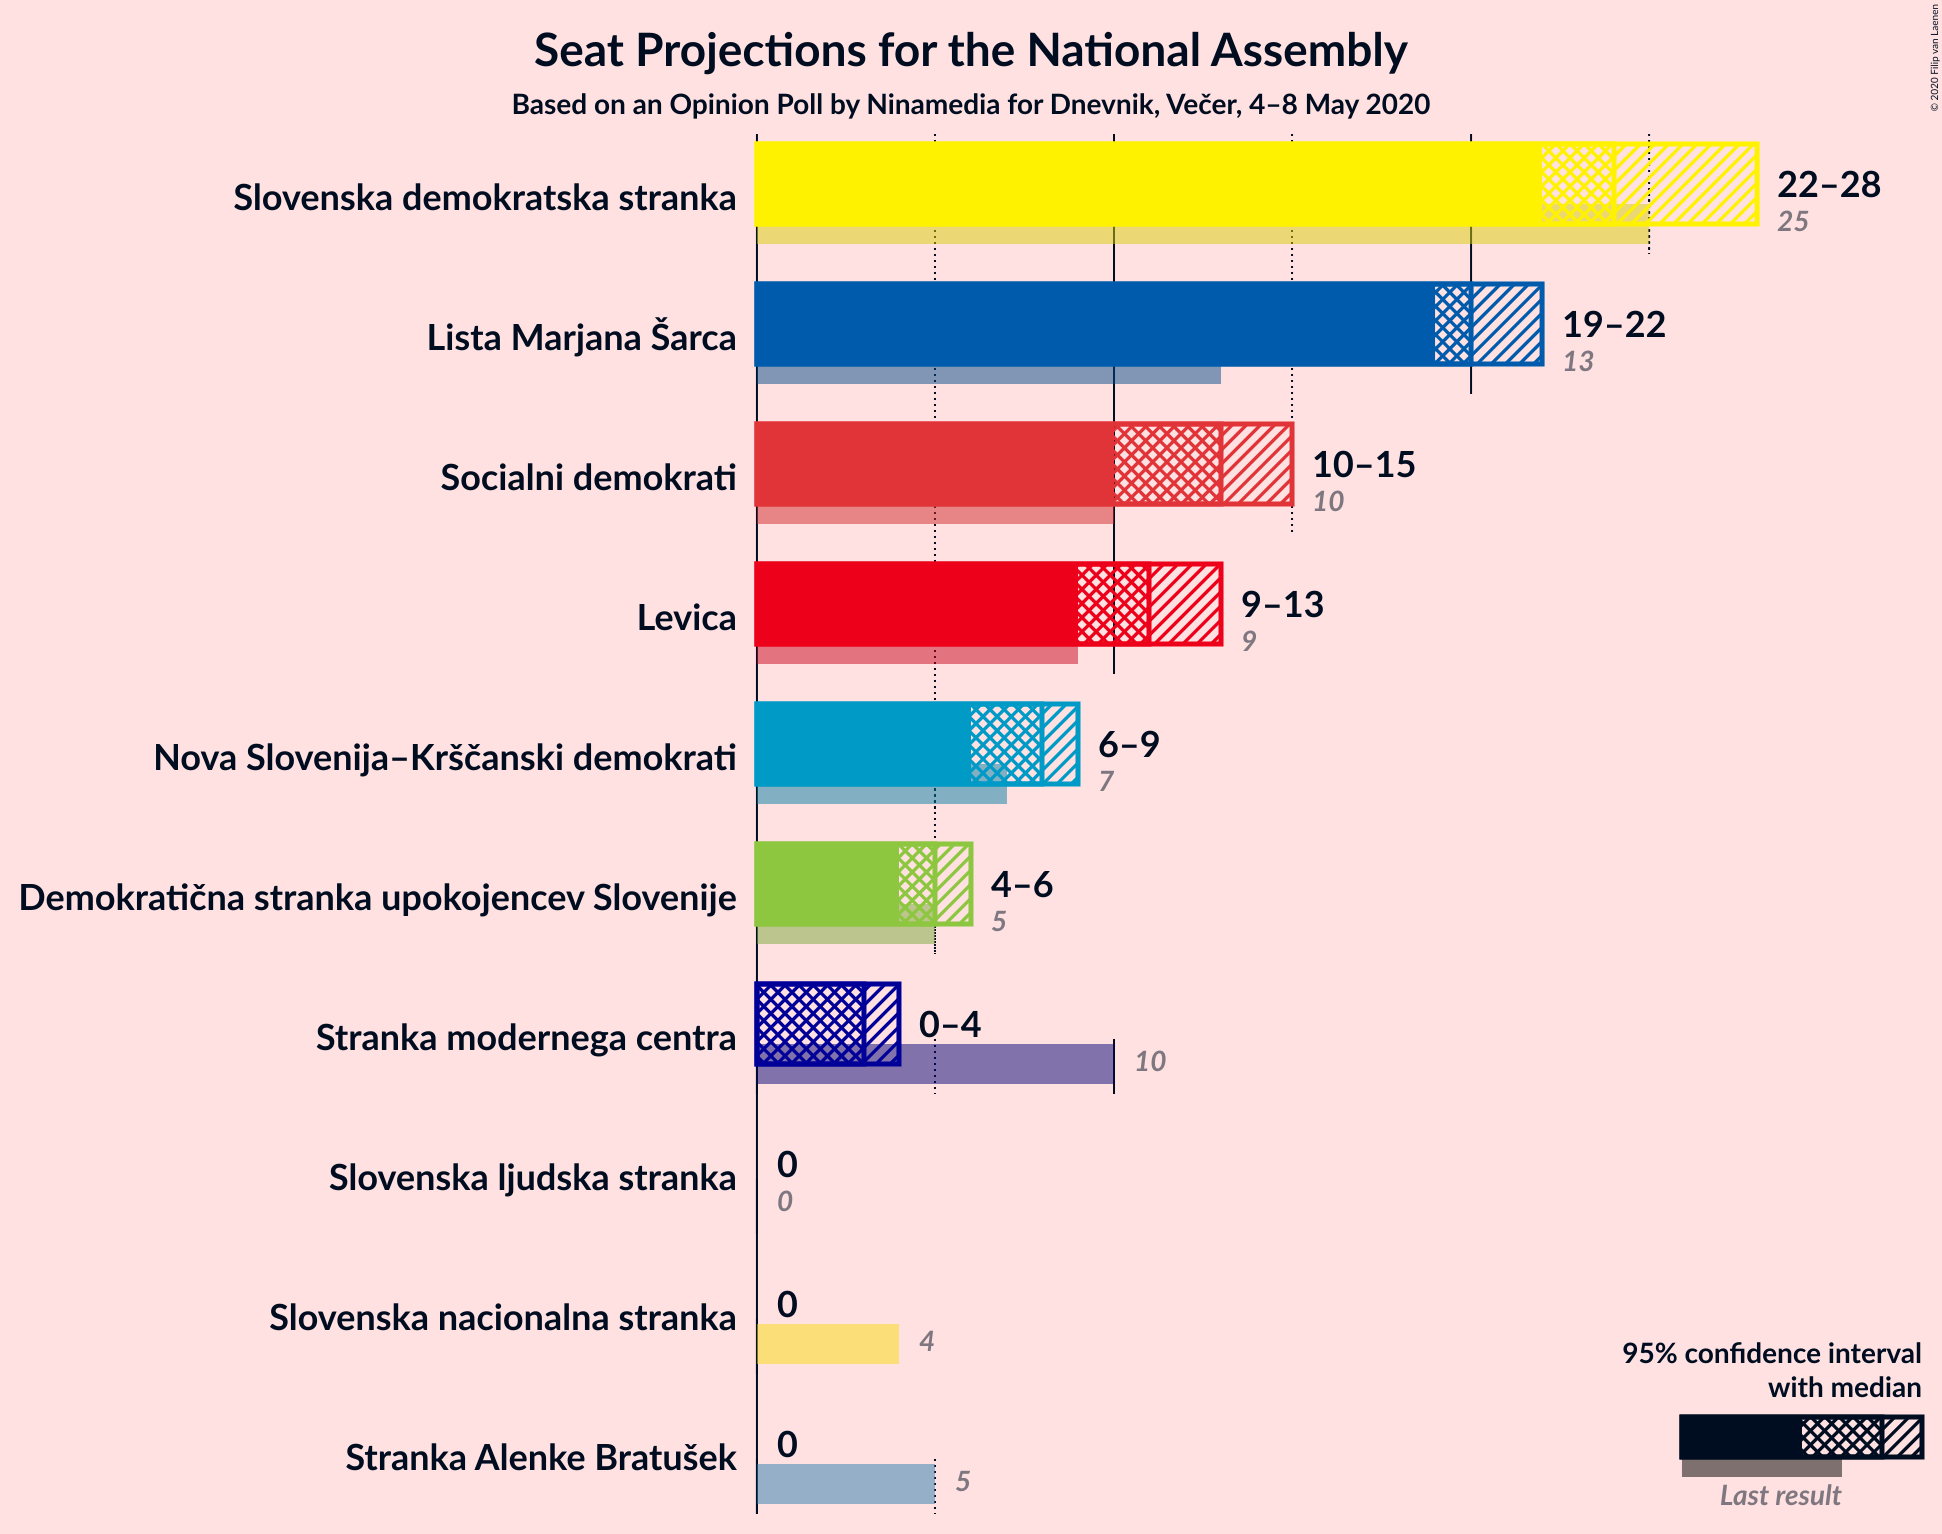 Seat Projections for the National Assembly
Based on an Opinion Poll by Ninamedia for Dnevnik, Večer, 4–8 May 2020
© 2020 Filip van Laenen
Slovenska demokratska stranka
22–28
25
Lista Marjana Šarca
19–22
13
Socialni demokrati
10–15
10
Levica
9–13
9
Nova Slovenija–Krščanski demokrati
6–9
7
Demokratična stranka upokojencev Slovenije
4–6
5
Stranka modernega centra
0–4
10
Slovenska ljudska stranka
0
0
Slovenska nacionalna stranka
0
4
Stranka Alenke Bratušek
0
5
95% confidence interval
with median
Last result